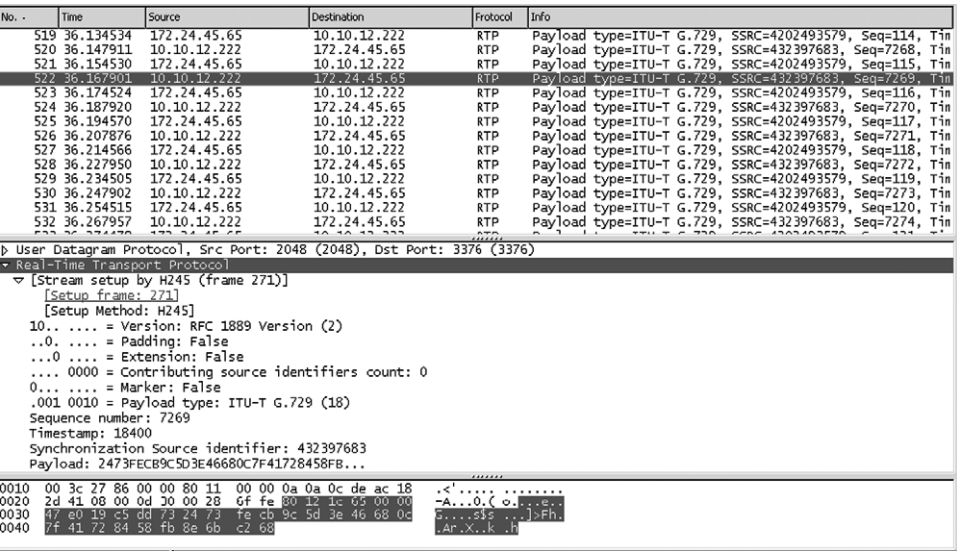 No. - Time Source Destination Protocol Info
519 36.134534 172.24.45.65 10.10.12.222 RTP Payload type=ITU-T G.729, SSRC=4202493579, Seq=114, Tim
520 36.147911 10.10.12.222 172.24.45.65 RTP Payload type=ITU-T G.729, SSRC=432397683, Seq=7268, Tim
521 36.154530 172.24.45.65 10.10.12.222 RTP Payload type=ITU-T G.729, SSRC=4202493579, Seq=115, Tim
522 36.167901 10.10.12.222 172.24.45.65 RTP Payload type=ITU-T G.729, SSRC=432397683, Seq=7269, Tim
523 36.174524 172.24.45.65 10.10.12.222 RTP Payload type=ITU-T G.729, SSRC=4202493579, Seq=116, Tim
524 36.187920 10.10.12.222 172.24.45.65 RTP Payload type=ITU-T G.729, SSRC=432397683, Seq=7270, Tim
525 36.194570 172.24.45.65 10.10.12.222 RTP Payload type=ITU-T G.729, SSRC=4202493579, Seq=117, Tim
526 36.207876 10.10.12.222 172.24.45.65 RTP Payload type=ITU-T G.729, SSRC=432397683, Seq=7271, Tim
527 36.214566 172.24.45.65 10.10.12.222 RTP Payload type=ITU-T G.729, SSRC=4202493579, Seq=118, Tim
528 36.227950 10.10.12.222 172.24.45.65 RTP Payload type=ITU-T G.729, SSRC=432397683, Seq=7272, Tim
529 36.234505 172.24.45.65 10.10.12.222 RTP Payload type=ITU-T G.729, SSRC=4202493579, Seq=119, Tim
530 36.247902 10.10.12.222 172.24.45.65 RTP Payload type=ITU-T G.729, SSRC=432397683, Seq=7273, Tim
531 36.254515 172.24.45.65 10.10.12.222 RTP Payload type=ITU-T G.729, SSRC=4202493579, Seq=120, Tim
532 36.267957 10.10.12.222 172.24.45.65 RTP Payload type=ITU-T G.729, SSRC=432397683, Seq=7274, Tim
User Datagram Protocol, Src Port: 2048 (2048), Dst Port: 3376 (3376)
Real-Time Transport Protocol
[Stream setup by H245 (frame 271)]
[Setup frame: 271]
[Setup Method: H245]
10.. .... = Version: RFC 1889 Version (2)
..0. .... = Padding: False
...0 .... = Extension: False
.... 0000 = Contributing source identifiers count: 0
0... .... = Marker: False
.001 0010 = Payload type: ITU-T G.729 (18)
Sequence number: 7269
Timestamp: 18400
Synchronization Source identifier: 432397683
Payload: 2473FECB9C5D3E46680C7F41728458FB...
0010 00 3c 27 86 00 00 80 11 00 00 0a 0a 0c de ac 18 .<'..... ........
0020 2d 41 08 00 0d 30 00 28 6f fe 80 12 1c 65 00 00 -A...0.( o....e..
0030 47 e0 19 c5 dd 73 24 73 fe cb 9c 5d 3e 46 68 0c G....s$s ...]>Fh.
0040 7f 41 72 84 58 fb 8e 6b c2 68 .Ar.X..k .h